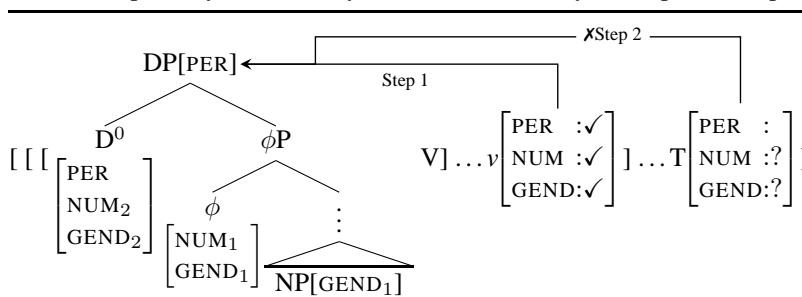 ✗Step 2
DP[PER]
Step 1
D⁰ ϕP
[ [ [ [PER NUM₂ GEND₂] V] … v[PER :✓ NUM :✓ GEND:✓] ] … T[PER : NUM :? GEND:?]
ϕ ⋮
[NUM₁ GEND₁]
NP[GEND₁]